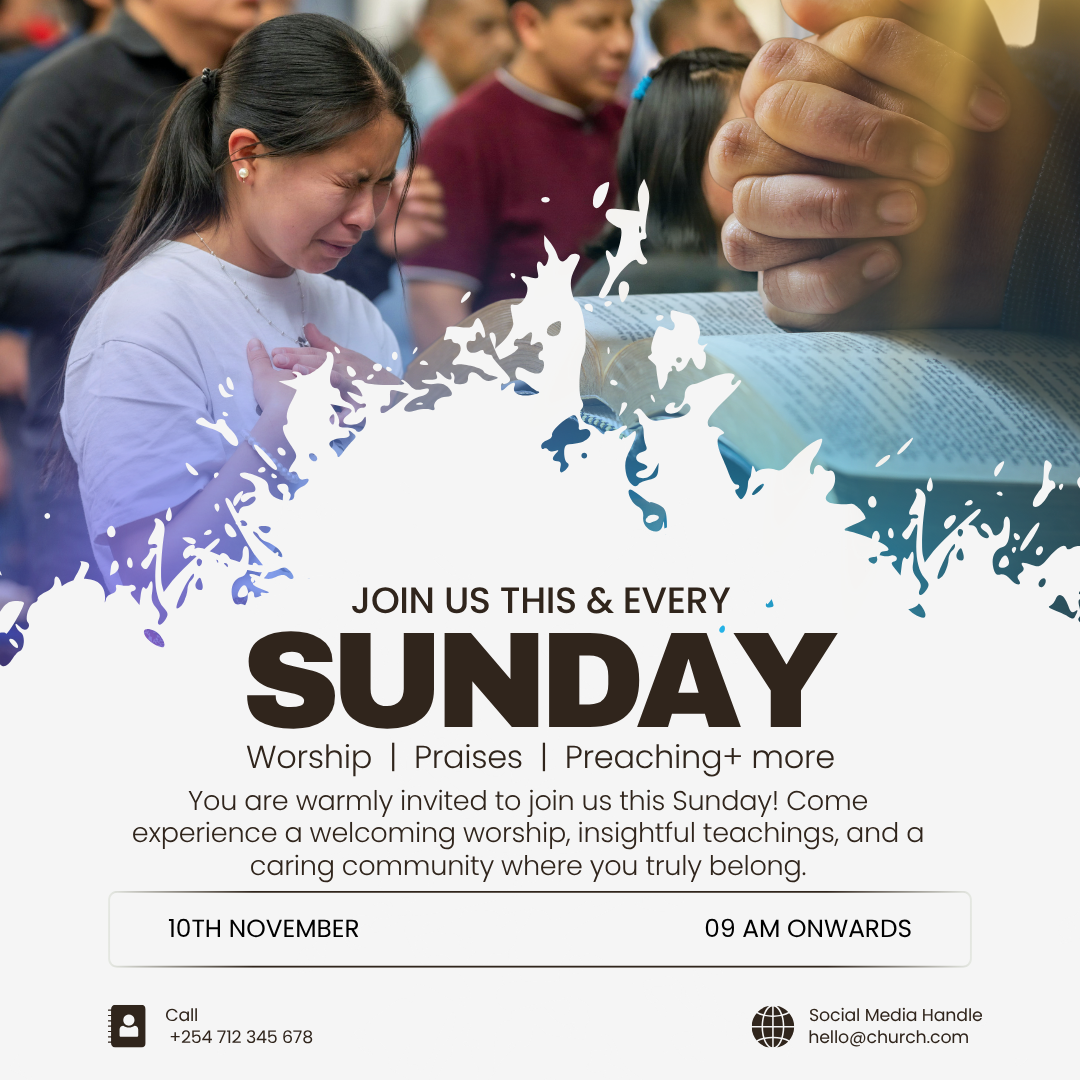 JOIN US THIS & EVERY
SUNDAY
Worship | Praises | Preaching+ more
You are warmly invited to join us this Sunday! Come
experience a welcoming worship, insightful teachings, and a
caring community where you truly belong.
10TH NOVEMBER
09 AM ONWARDS
Call
+254 712 345 678
Social Media Handle
hello@church.com